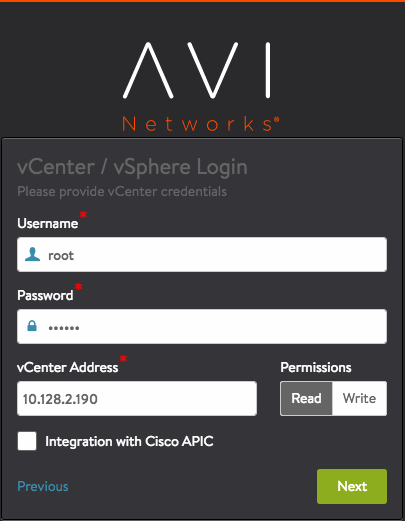 AVI
Networks®
vCenter / vSphere Login
Please provide vCenter credentials
Username*
root
Password*
••••••
vCenter Address* Permissions
10.128.2.190 Read Write
Integration with Cisco APIC
Previous Next